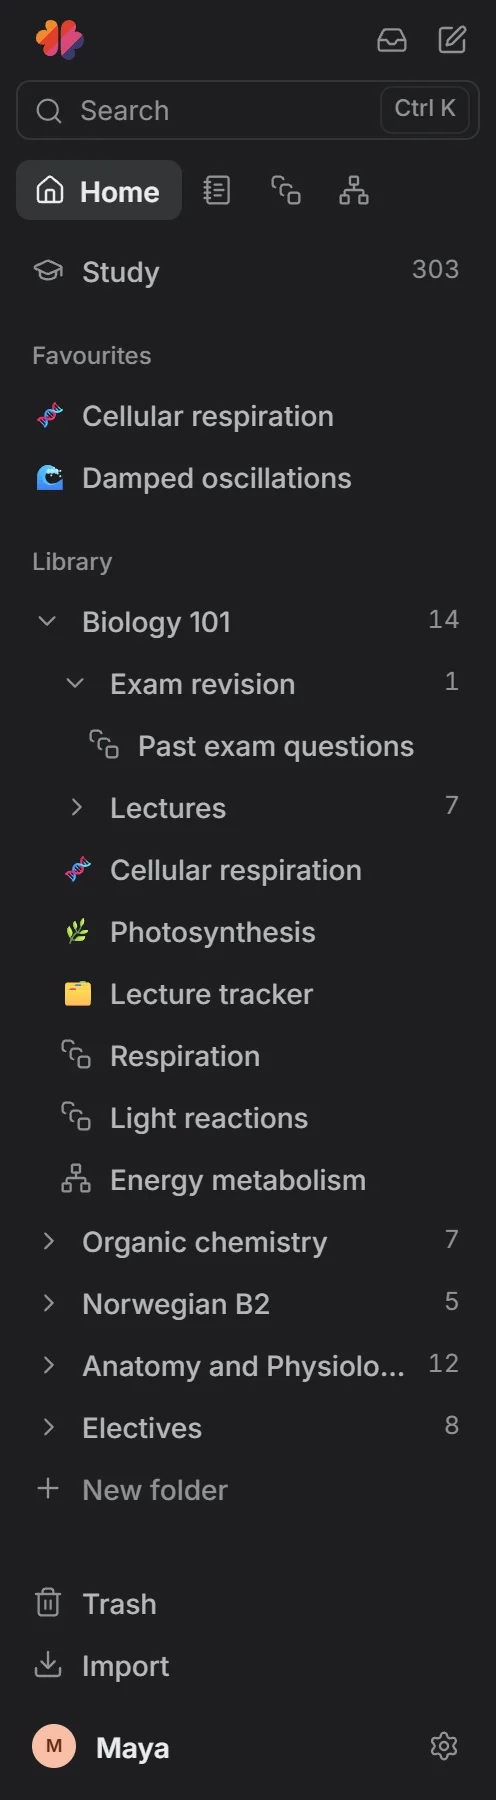 Search Ctrl K
Home
Study 303
Favourites
Cellular respiration
Damped oscillations
Library
Biology 101 14
Exam revision 1
Past exam questions
Lectures 7
Cellular respiration
Photosynthesis
Lecture tracker
Respiration
Light reactions
Energy metabolism
Organic chemistry 7
Norwegian B2 5
Anatomy and Physiolo... 12
Electives 8
New folder
Trash
Import
M Maya